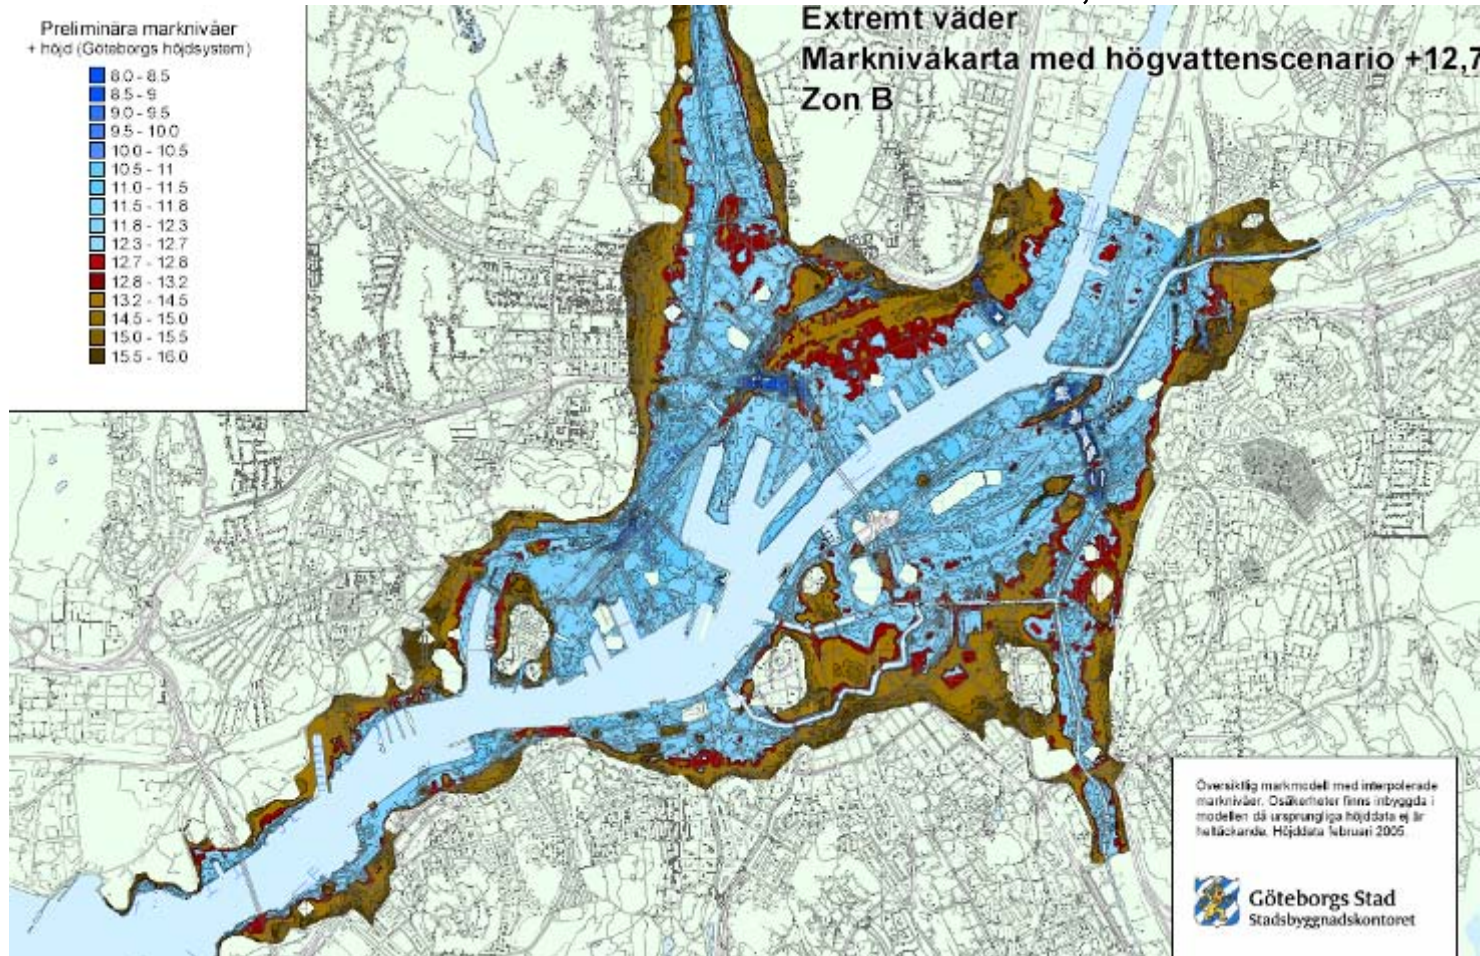 Preliminära marknivåer
+ höjd (Göteborgs höjdsystem)
8.0 - 8.5
8.5 - 9
9.0 - 9.5
9.5 - 10.0
10.0 - 10.5
10.5 - 11
11.0 - 11.5
11.5 - 11.8
11.8 - 12.3
12.3 - 12.7
12.7 - 12.8
12.8 - 13.2
13.2 - 14.5
14.5 - 15.0
15.0 - 15.5
15.5 - 16.0
Extremt väder
Marknivåkarta med högvattenscenario +12,7
Zon B
Översiktlig markmodell med interpolerade
marknivåer. Osäkerheter finns inbyggda i
modellen då ursprungliga höjddata ej är
heltäckande. Höjddata februari 2005.
Göteborgs Stad
Stadsbyggnadskontoret